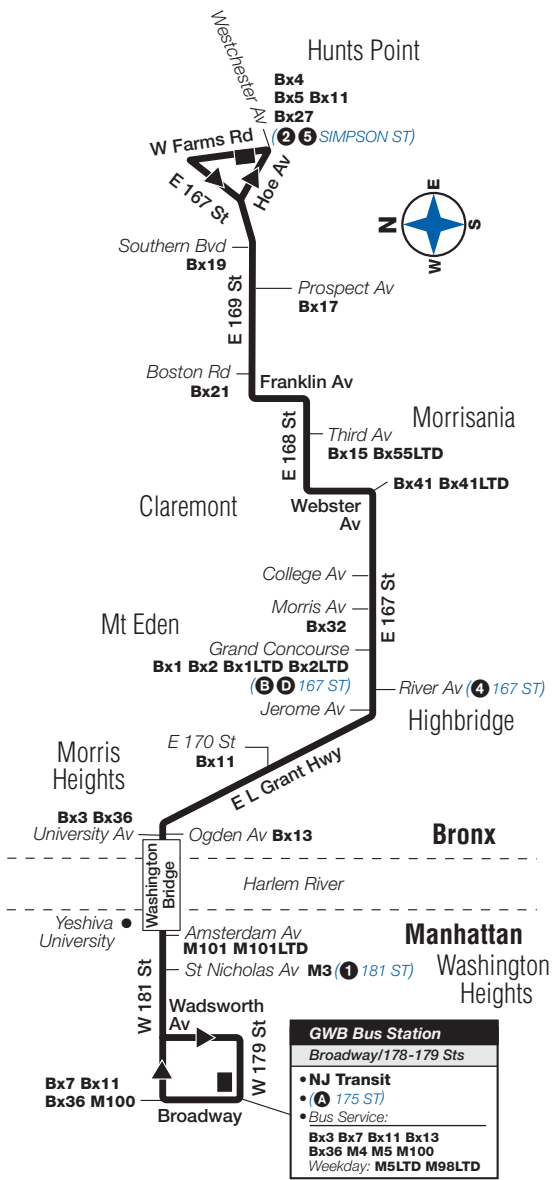 Westchester Av
Hunts Point
Bx4
Bx5 Bx11
Bx27
(2 5 SIMPSON ST)
W Farms Rd
E 167 St
Hoe Av
N
E
S
W
Southern Bvd
Bx19
Prospect Av
Bx17
E 169 St
Boston Rd
Bx21
Franklin Av
E 168 St
Morrisania
Third Av
Bx15 Bx55LTD
Bx41 Bx41LTD
Claremont
Webster
Av
College Av
E 167 St
Morris Av
Bx32
Mt Eden
Grand Concourse
Bx1 Bx2 Bx1LTD Bx2LTD
(B D 167 ST)
River Av (4 167 ST)
Jerome Av
Highbridge
E 170 St
Bx11
E L Grant Hwy
Morris
Heights
Bx3 Bx36
University Av
Ogden Av Bx13
Bronx
Washington
Bridge
Harlem River
Yeshiva
University
Amsterdam Av
M101 M101LTD
Manhattan
St Nicholas Av M3 (1 181 ST)
Washington
Heights
W 181 St
Wadsworth
Av
W 179 St
Bx7 Bx11
Bx36 M100
Broadway
GWB Bus Station
Broadway/178-179 Sts
• NJ Transit
• (A 175 ST)
• Bus Service:
Bx3 Bx7 Bx11 Bx13
Bx36 M4 M5 M100
Weekday: M5LTD M98LTD